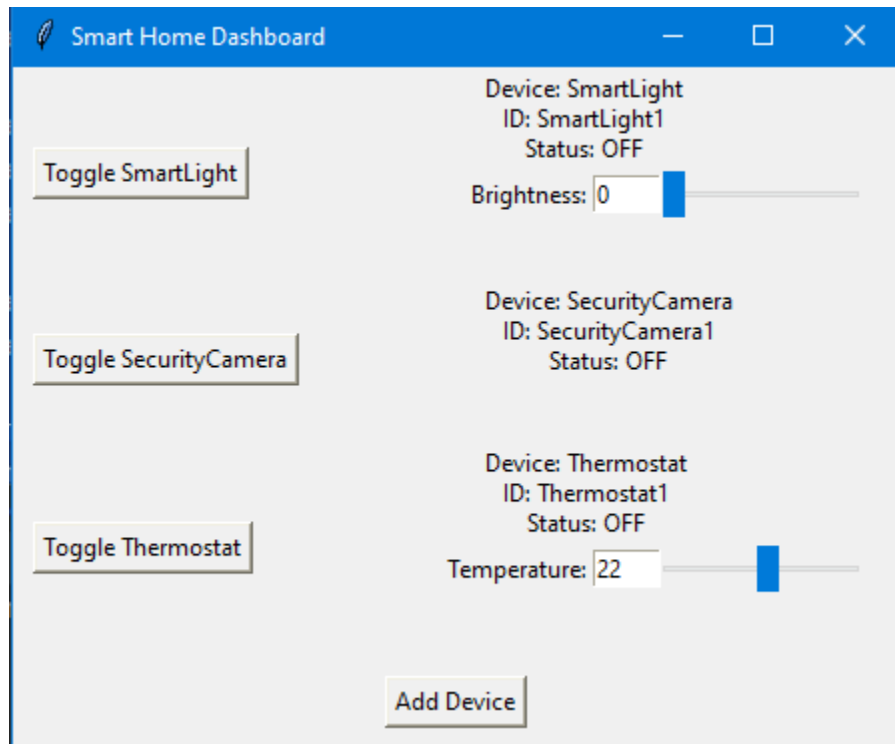 Smart Home Dashboard
Device: SmartLight
ID: SmartLight1
Status: OFF
Toggle SmartLight
Brightness: 0
Device: SecurityCamera
ID: SecurityCamera1
Status: OFF
Toggle SecurityCamera
Device: Thermostat
ID: Thermostat1
Status: OFF
Toggle Thermostat
Temperature: 22
Add Device